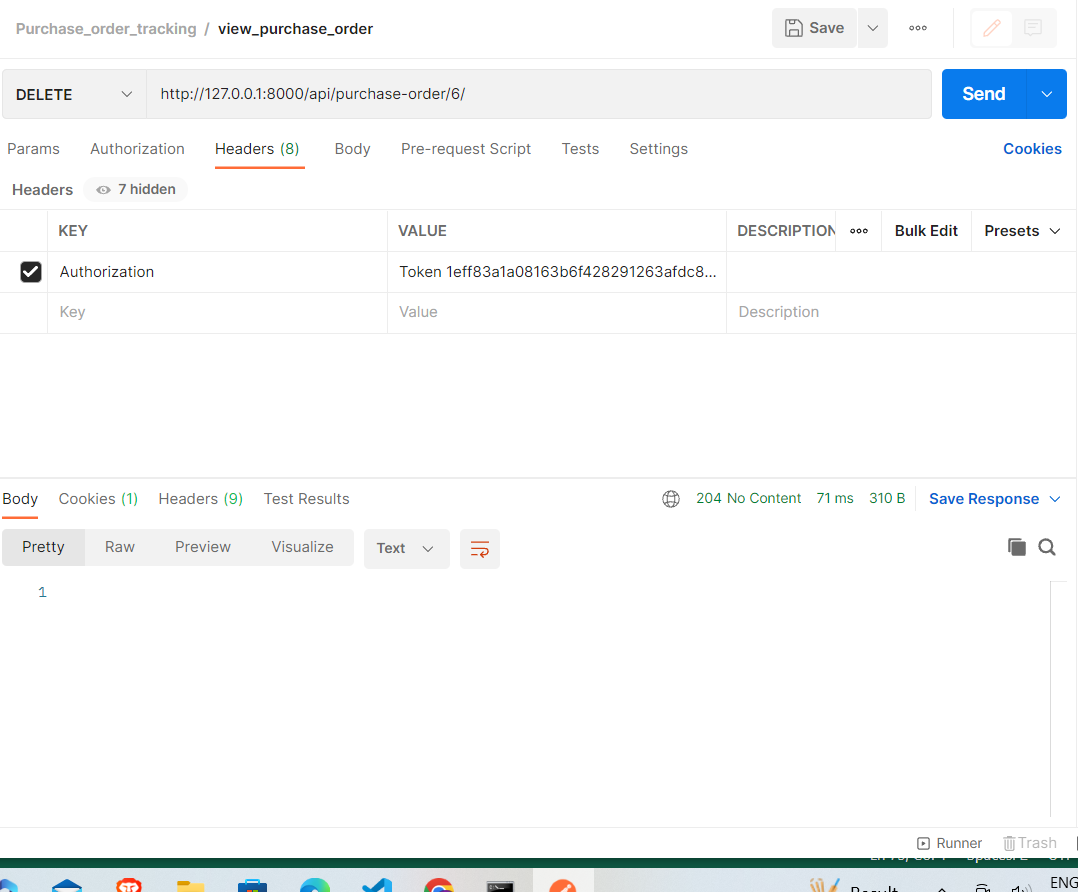 Purchase_order_tracking / view_purchase_order
Save
DELETE
http://127.0.0.1:8000/api/purchase-order/6/
Send
Params Authorization Headers (8) Body Pre-request Script Tests Settings Cookies
Headers 7 hidden
KEY VALUE DESCRIPTION Bulk Edit Presets
Authorization Token 1eff83a1a08163b6f428291263afdc8...
Key Value Description
Body Cookies (1) Headers (9) Test Results 204 No Content 71 ms 310 B Save Response
Pretty Raw Preview Visualize Text
1
Runner Trash
ENG